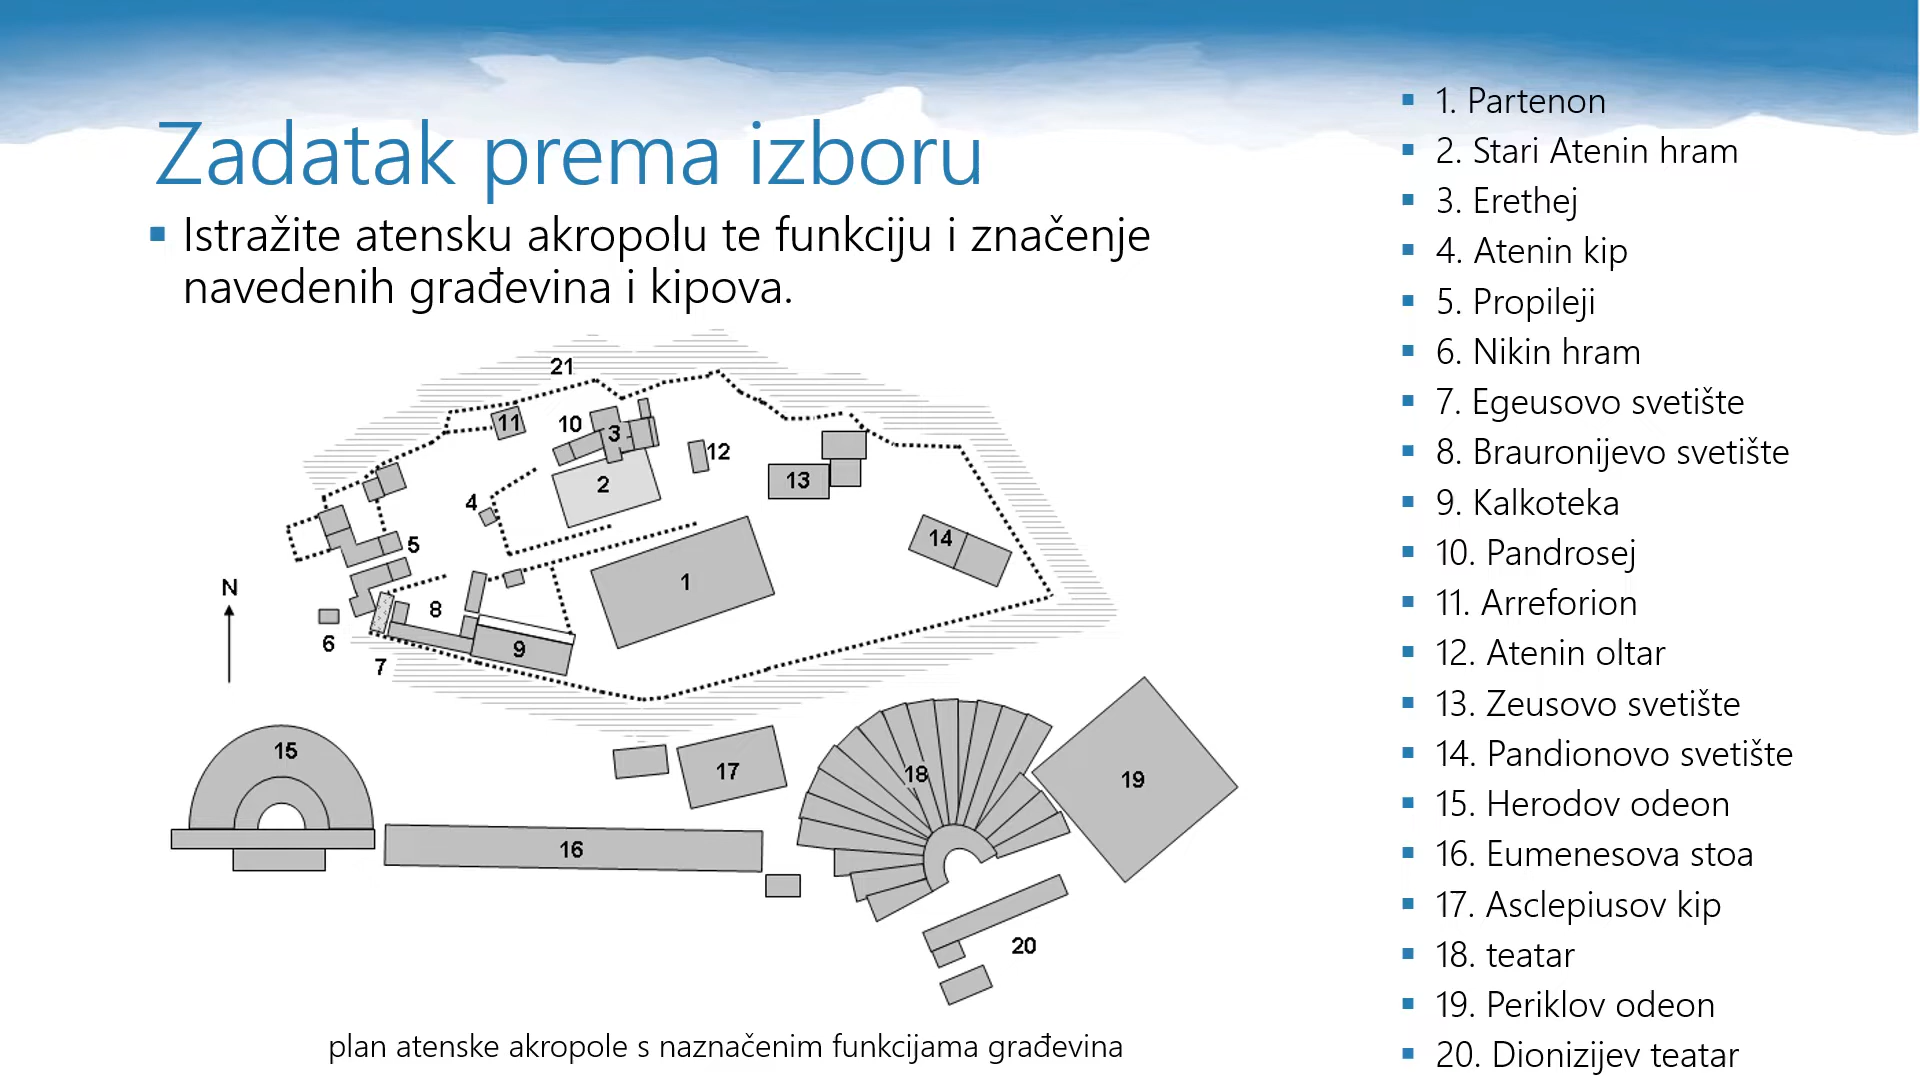 Zadatak prema izboru
▪ Istražite atensku akropolu te funkciju i značenje
navedenih građevina i kipova.
21
11
10
3
12
2
13
4
5
14
1
N
8
6
7
9
15
17
18
19
16
20
plan atenske akropole s naznačenim funkcijama građevina
▪ 1. Partenon
▪ 2. Stari Atenin hram
▪ 3. Erethej
▪ 4. Atenin kip
▪ 5. Propileji
▪ 6. Nikin hram
▪ 7. Egeusovo svetište
▪ 8. Brauronijevo svetište
▪ 9. Kalkoteka
▪ 10. Pandrosej
▪ 11. Arreforion
▪ 12. Atenin oltar
▪ 13. Zeusovo svetište
▪ 14. Pandionovo svetište
▪ 15. Herodov odeon
▪ 16. Eumenesova stoa
▪ 17. Asclepiusov kip
▪ 18. teatar
▪ 19. Periklov odeon
▪ 20. Dionizijev teatar